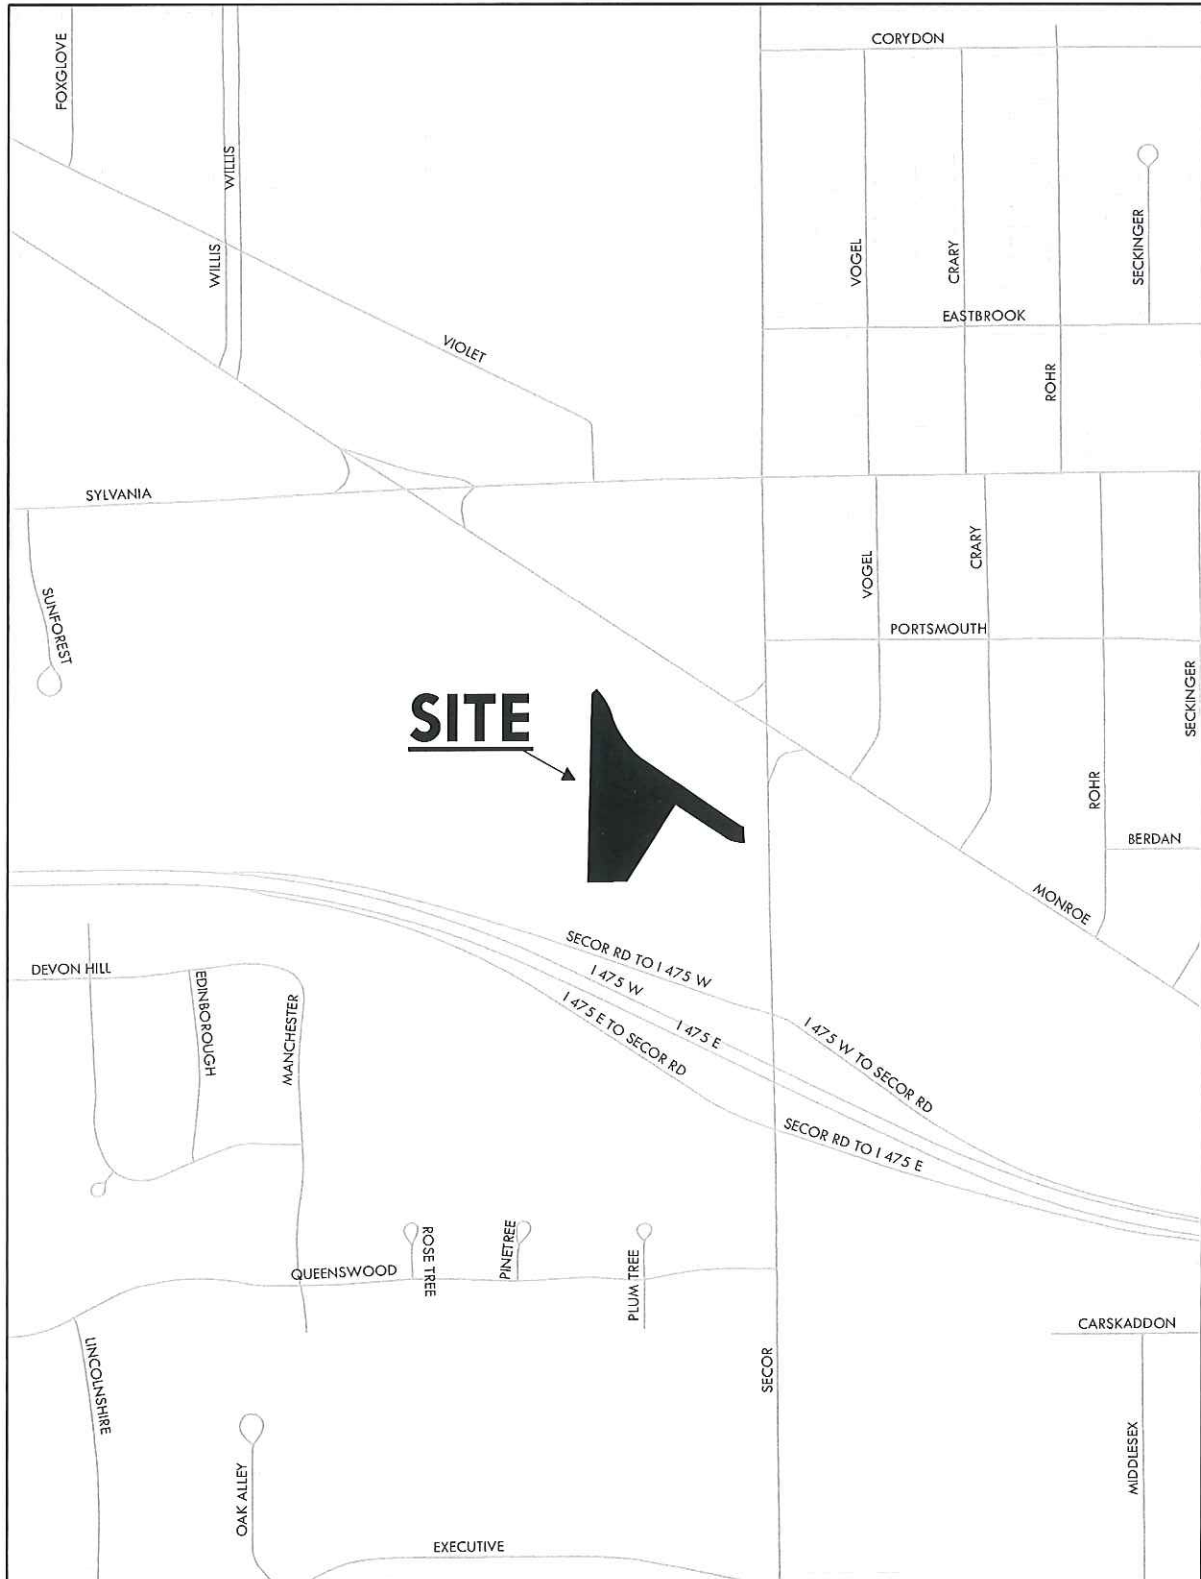 FOXGLOVE
CORYDON
WILLIS
WILLIS
VOGEL
CRARY
SECKINGER
EASTBROOK
VIOLET
ROHR
SYLVANIA
VOGEL
CRARY
SUNFOREST
PORTSMOUTH
SECKINGER
SITE
ROHR
BERDAN
MONROE
SECOR RD TO I 475 W
DEVON HILL
EDINBOROUGH
I 475 W
MANCHESTER
I 475 E TO SECOR RD
I 475 E
I 475 W TO SECOR RD
SECOR RD TO I 475 E
ROSE TREE
PINETREE
PLUM TREE
QUEENSWOOD
CARSKADDON
LINCOLNSHIRE
SECOR
MIDDLESEX
OAK ALLEY
EXECUTIVE